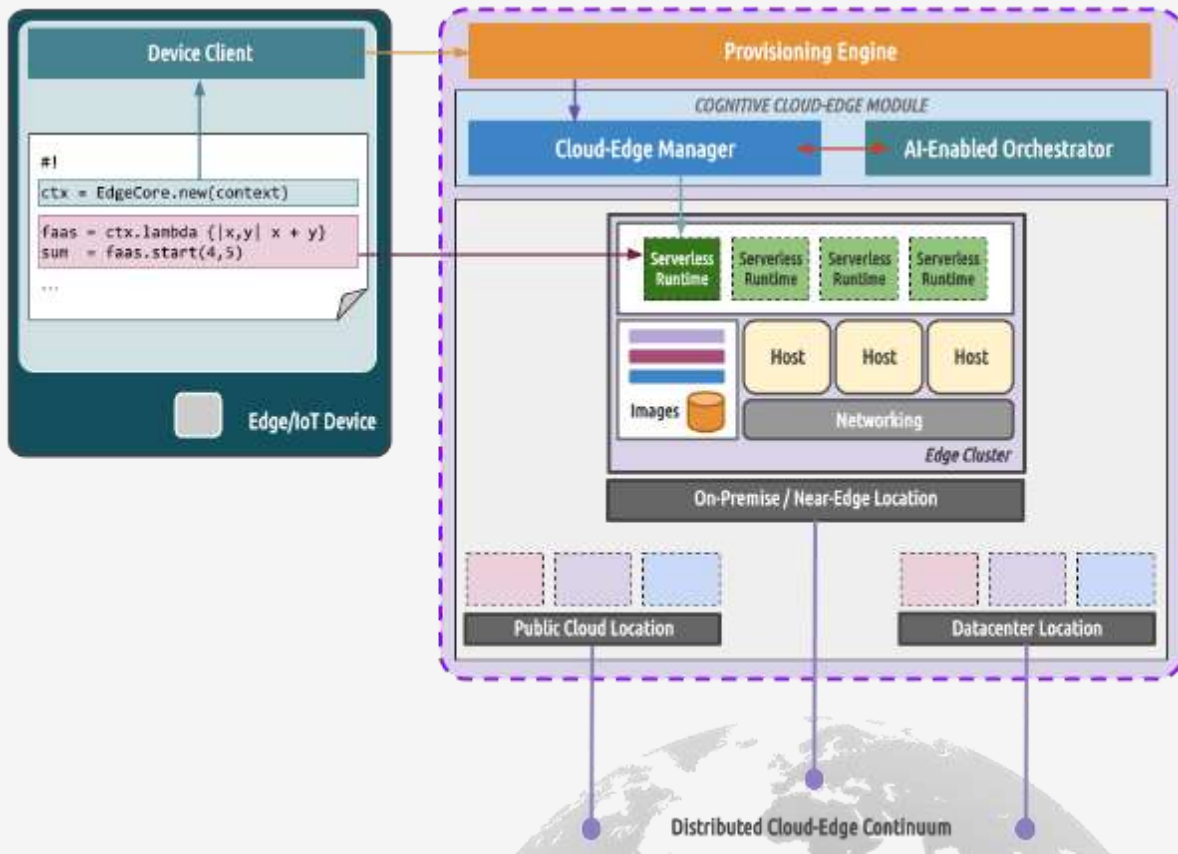 Device Client
#!
ctx = EdgeCore.new(context)
faas = ctx.lambda {|x,y| x + y}
sum  = faas.start(4,5)
...
Edge/IoT Device
Provisioning Engine
COGNITIVE CLOUD-EDGE MODULE
Cloud-Edge Manager
AI-Enabled Orchestrator
Serverless
Runtime
Serverless
Runtime
Serverless
Runtime
Serverless
Runtime
Images
Host
Host
Host
Networking
Edge Cluster
On-Premise / Near-Edge Location
Public Cloud Location
Datacenter Location
Distributed Cloud-Edge Continuum